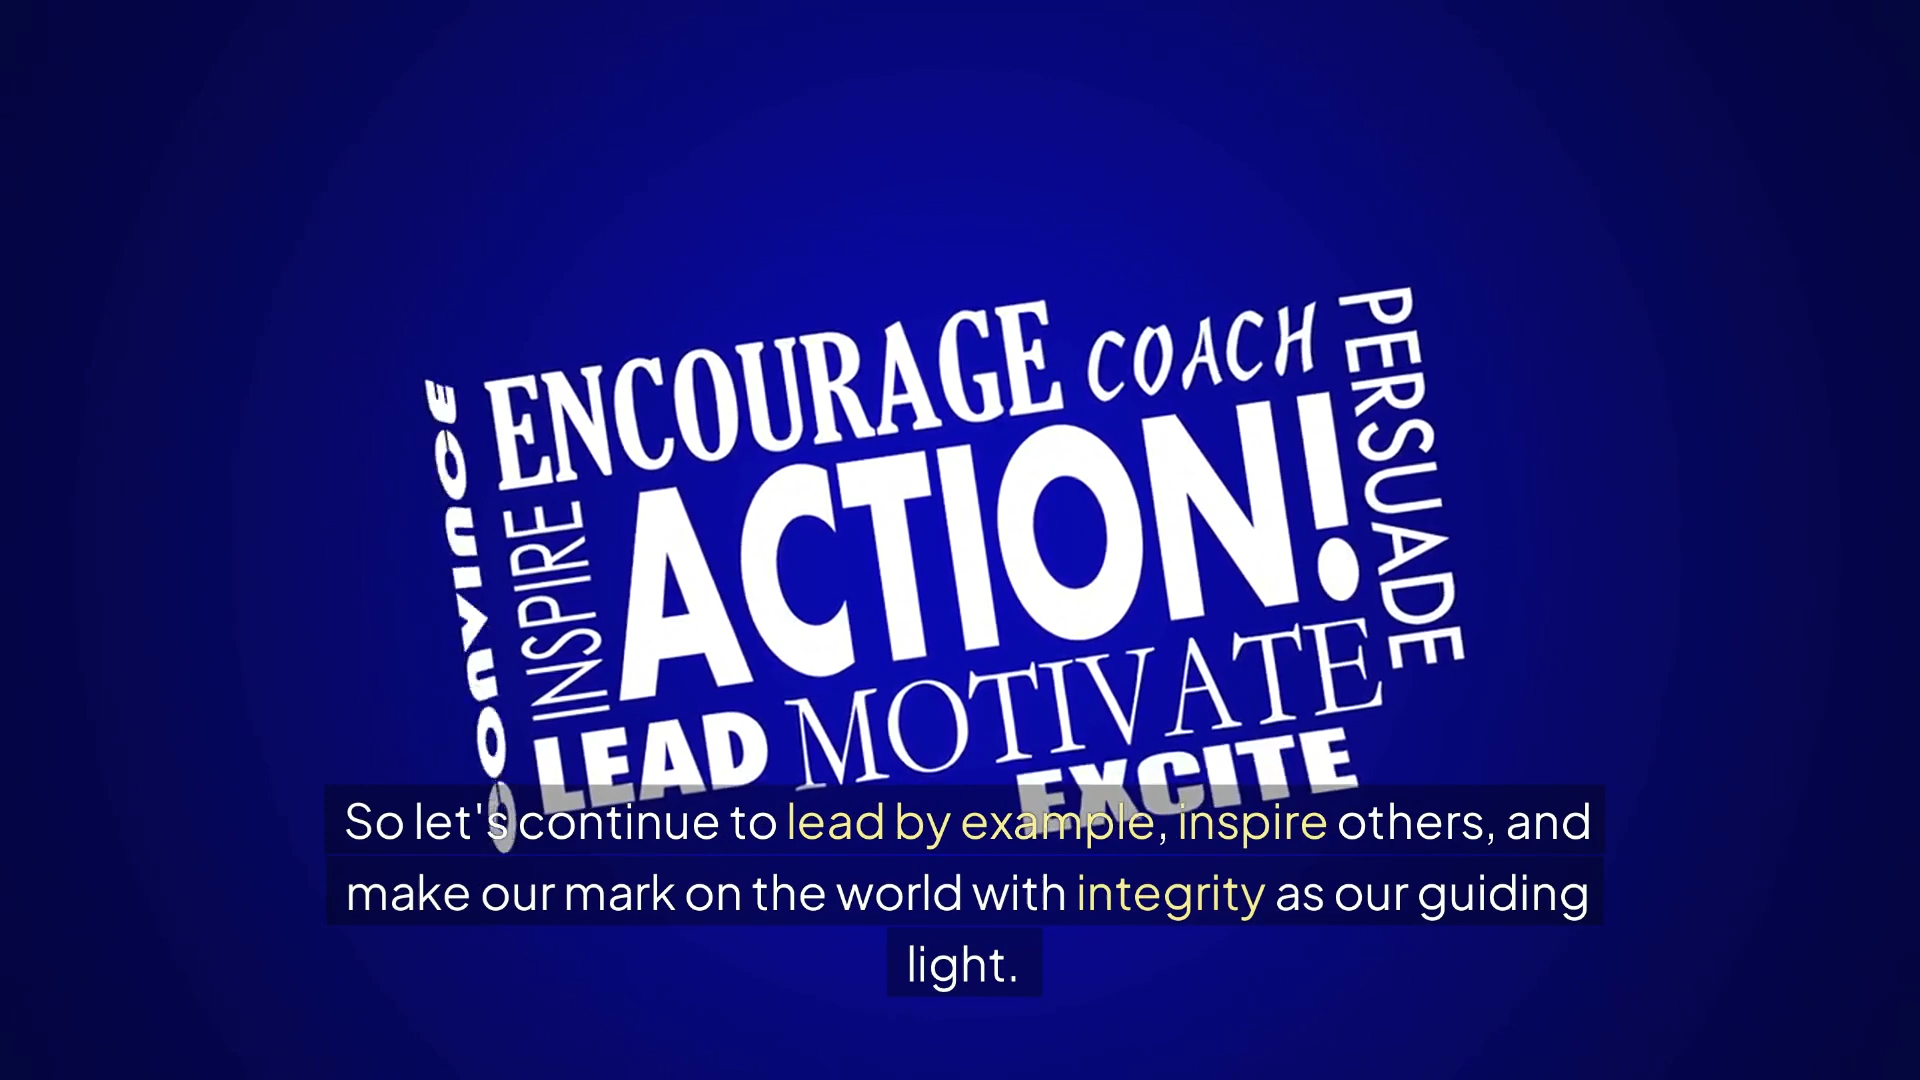 ENCOURAGE COACH
PERSUADE
CONVINCE
INSPIRE
ACTION!
LEAD MOTIVATE
EXCITE
So let's continue to lead by example, inspire others, and
make our mark on the world with integrity as our guiding
light.